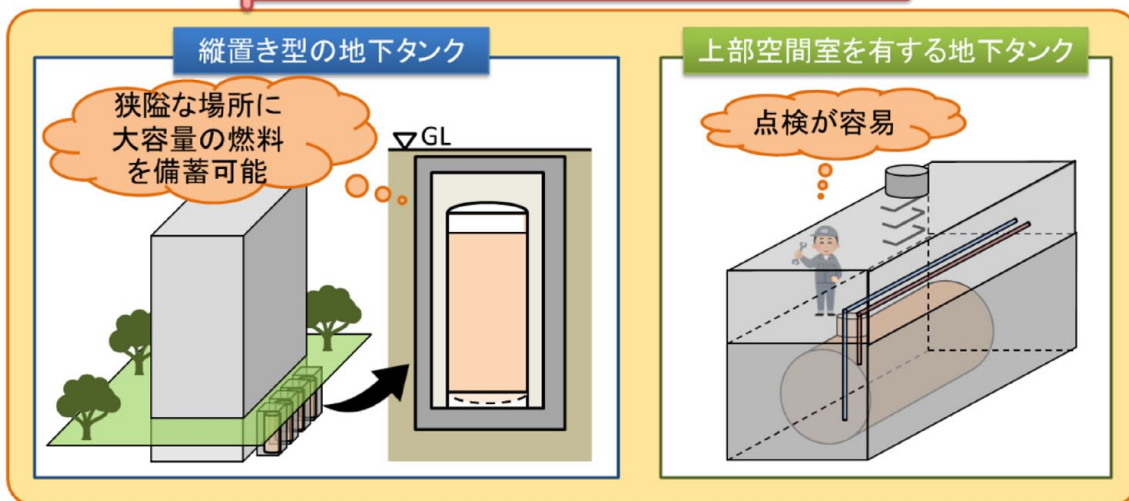 縦置き型の地下タンク
狭隘な場所に
大容量の燃料
を備蓄可能
GL
上部空間室を有する地下タンク
点検が容易